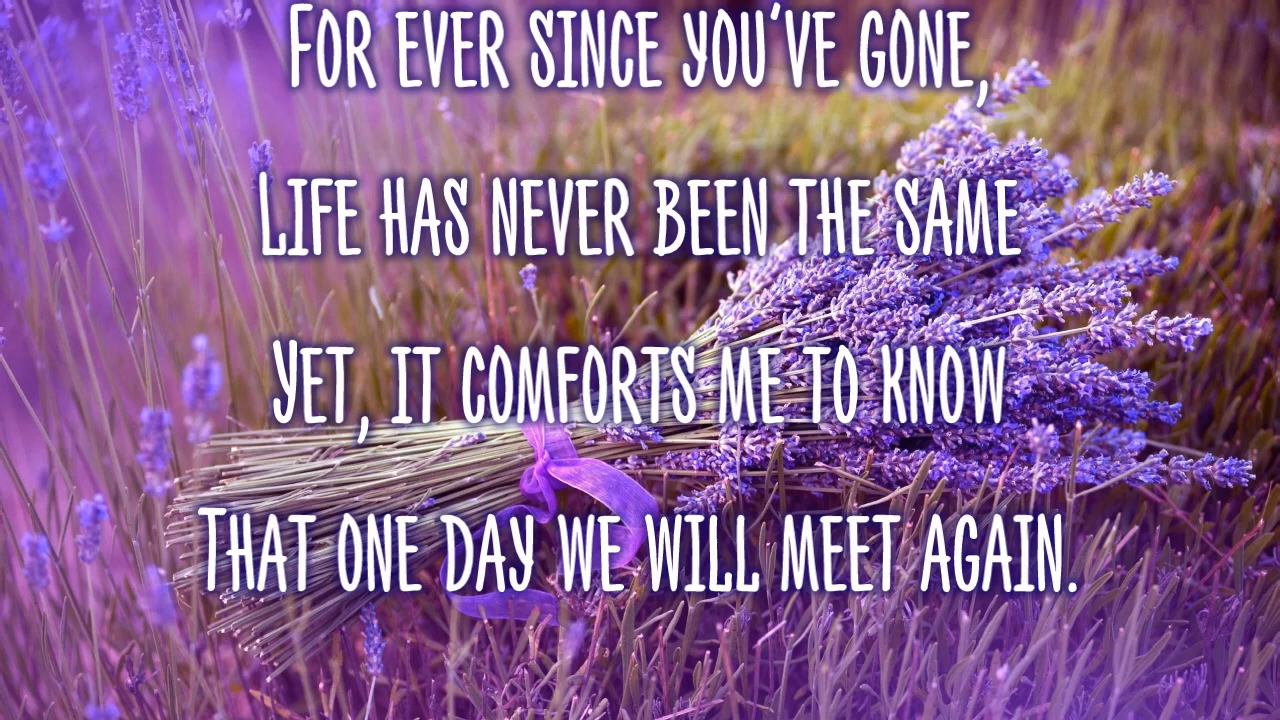 For ever since you've gone,
Life has never been the same
Yet, it comforts me to know
That one day we will meet again.